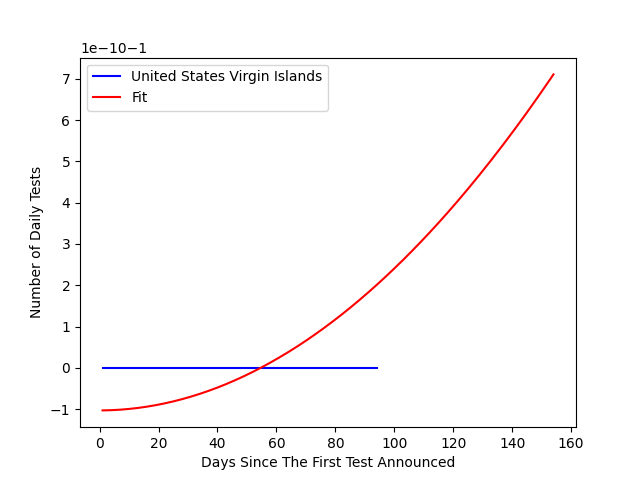 1e−10−1
United States Virgin Islands
Fit
7
6
5
4
3
2
1
0
−1
Number of Daily Tests
0 20 40 60 80 100 120 140 160
Days Since The First Test Announced